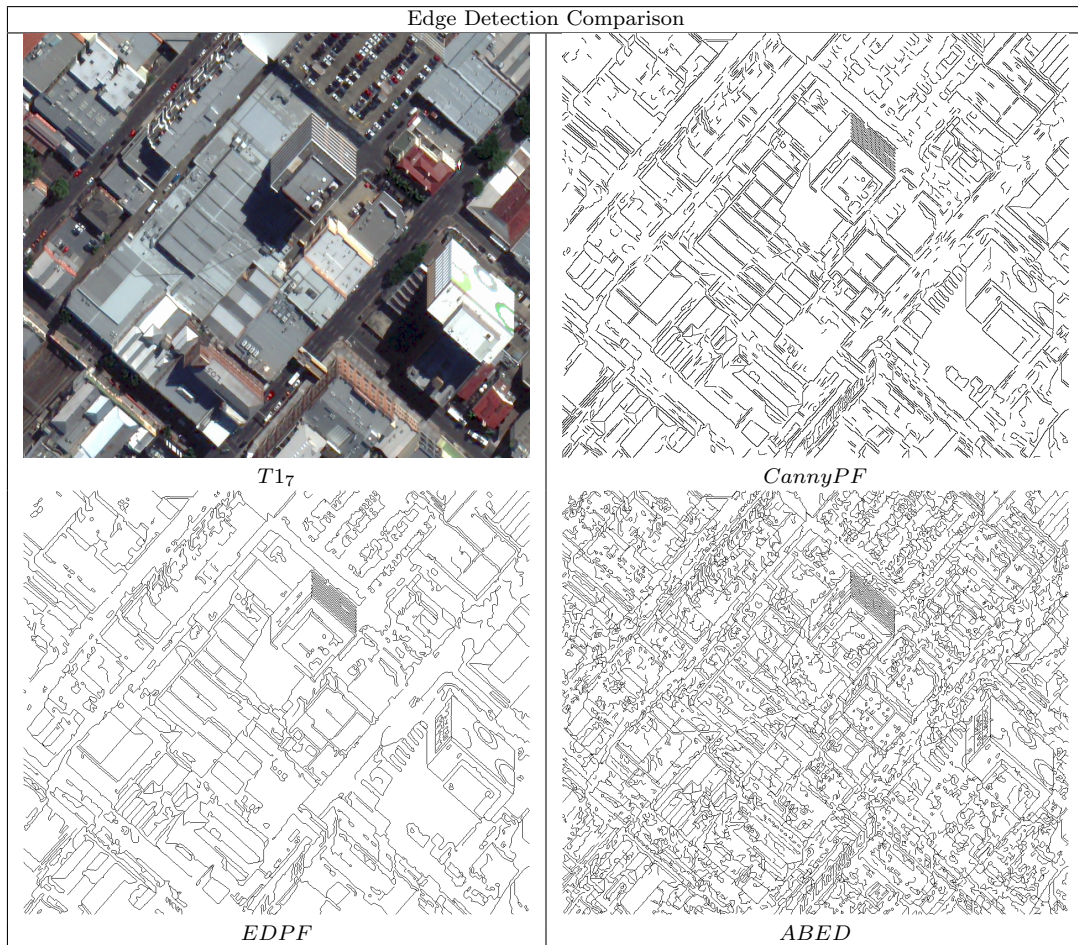 Edge Detection Comparison
T1₇
CannyPF
EDPF
ABED